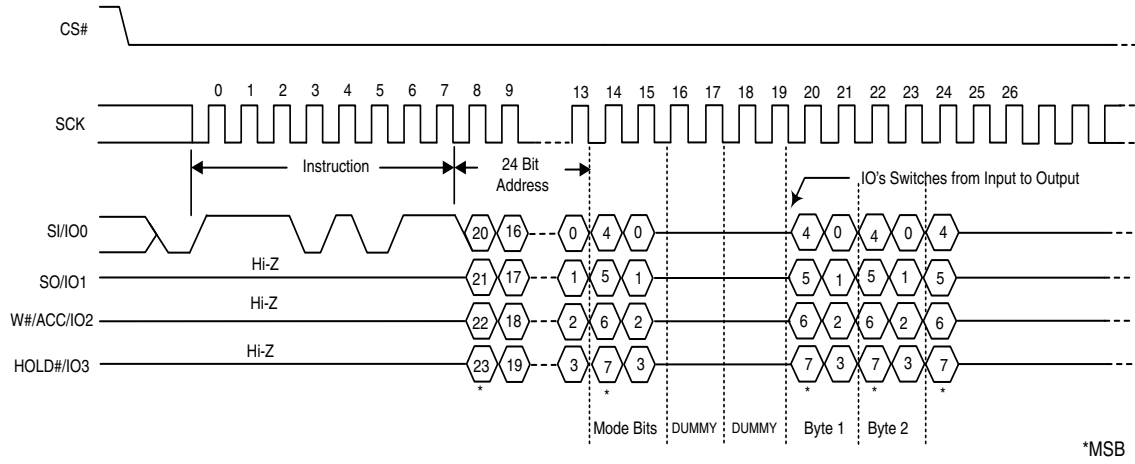 CS#
0 1 2 3 4 5 6 7 8 9 13 14 15 16 17 18 19 20 21 22 23 24 25 26
SCK
Instruction
24 Bit
Address
IO's Switches from Input to Output
SI/IO0 20 16 0 4 0 4 0 4 0 4
Hi-Z
SO/IO1 21 17 1 5 1 5 1 5 1 5
Hi-Z
W#/ACC/IO2 22 18 2 6 2 6 2 6 2 6
Hi-Z
HOLD#/IO3 23 19 3 7 3 7 3 7 3 7
* * * * *
Mode Bits DUMMY DUMMY Byte 1 Byte 2
*MSB